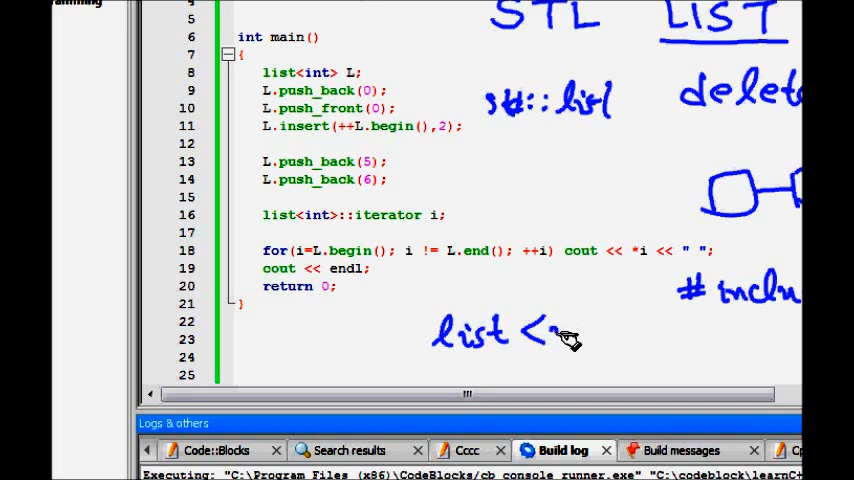 ramming
4
5
6 int main()
7 {
8 list<int> L;
9 L.push_back(0);
10 L.push_front(0);
11 L.insert(++L.begin(),2);
12
13 L.push_back(5);
14 L.push_back(6);
15
16 list<int>::iterator i;
17
18 for(i=L.begin(); i != L.end(); ++i) cout << *i << " ";
19 cout << endl;
20 return 0;
21 }
22
23
24
25
STL LIST
std::list
delete
# inclu
list <
Logs & others
Code::Blocks Search results Cccc Build log Build messages
Executing: "C:\Program Files (x86)\CodeBlocks/cb_console_runner.exe" "C:\codeblock\learnC+